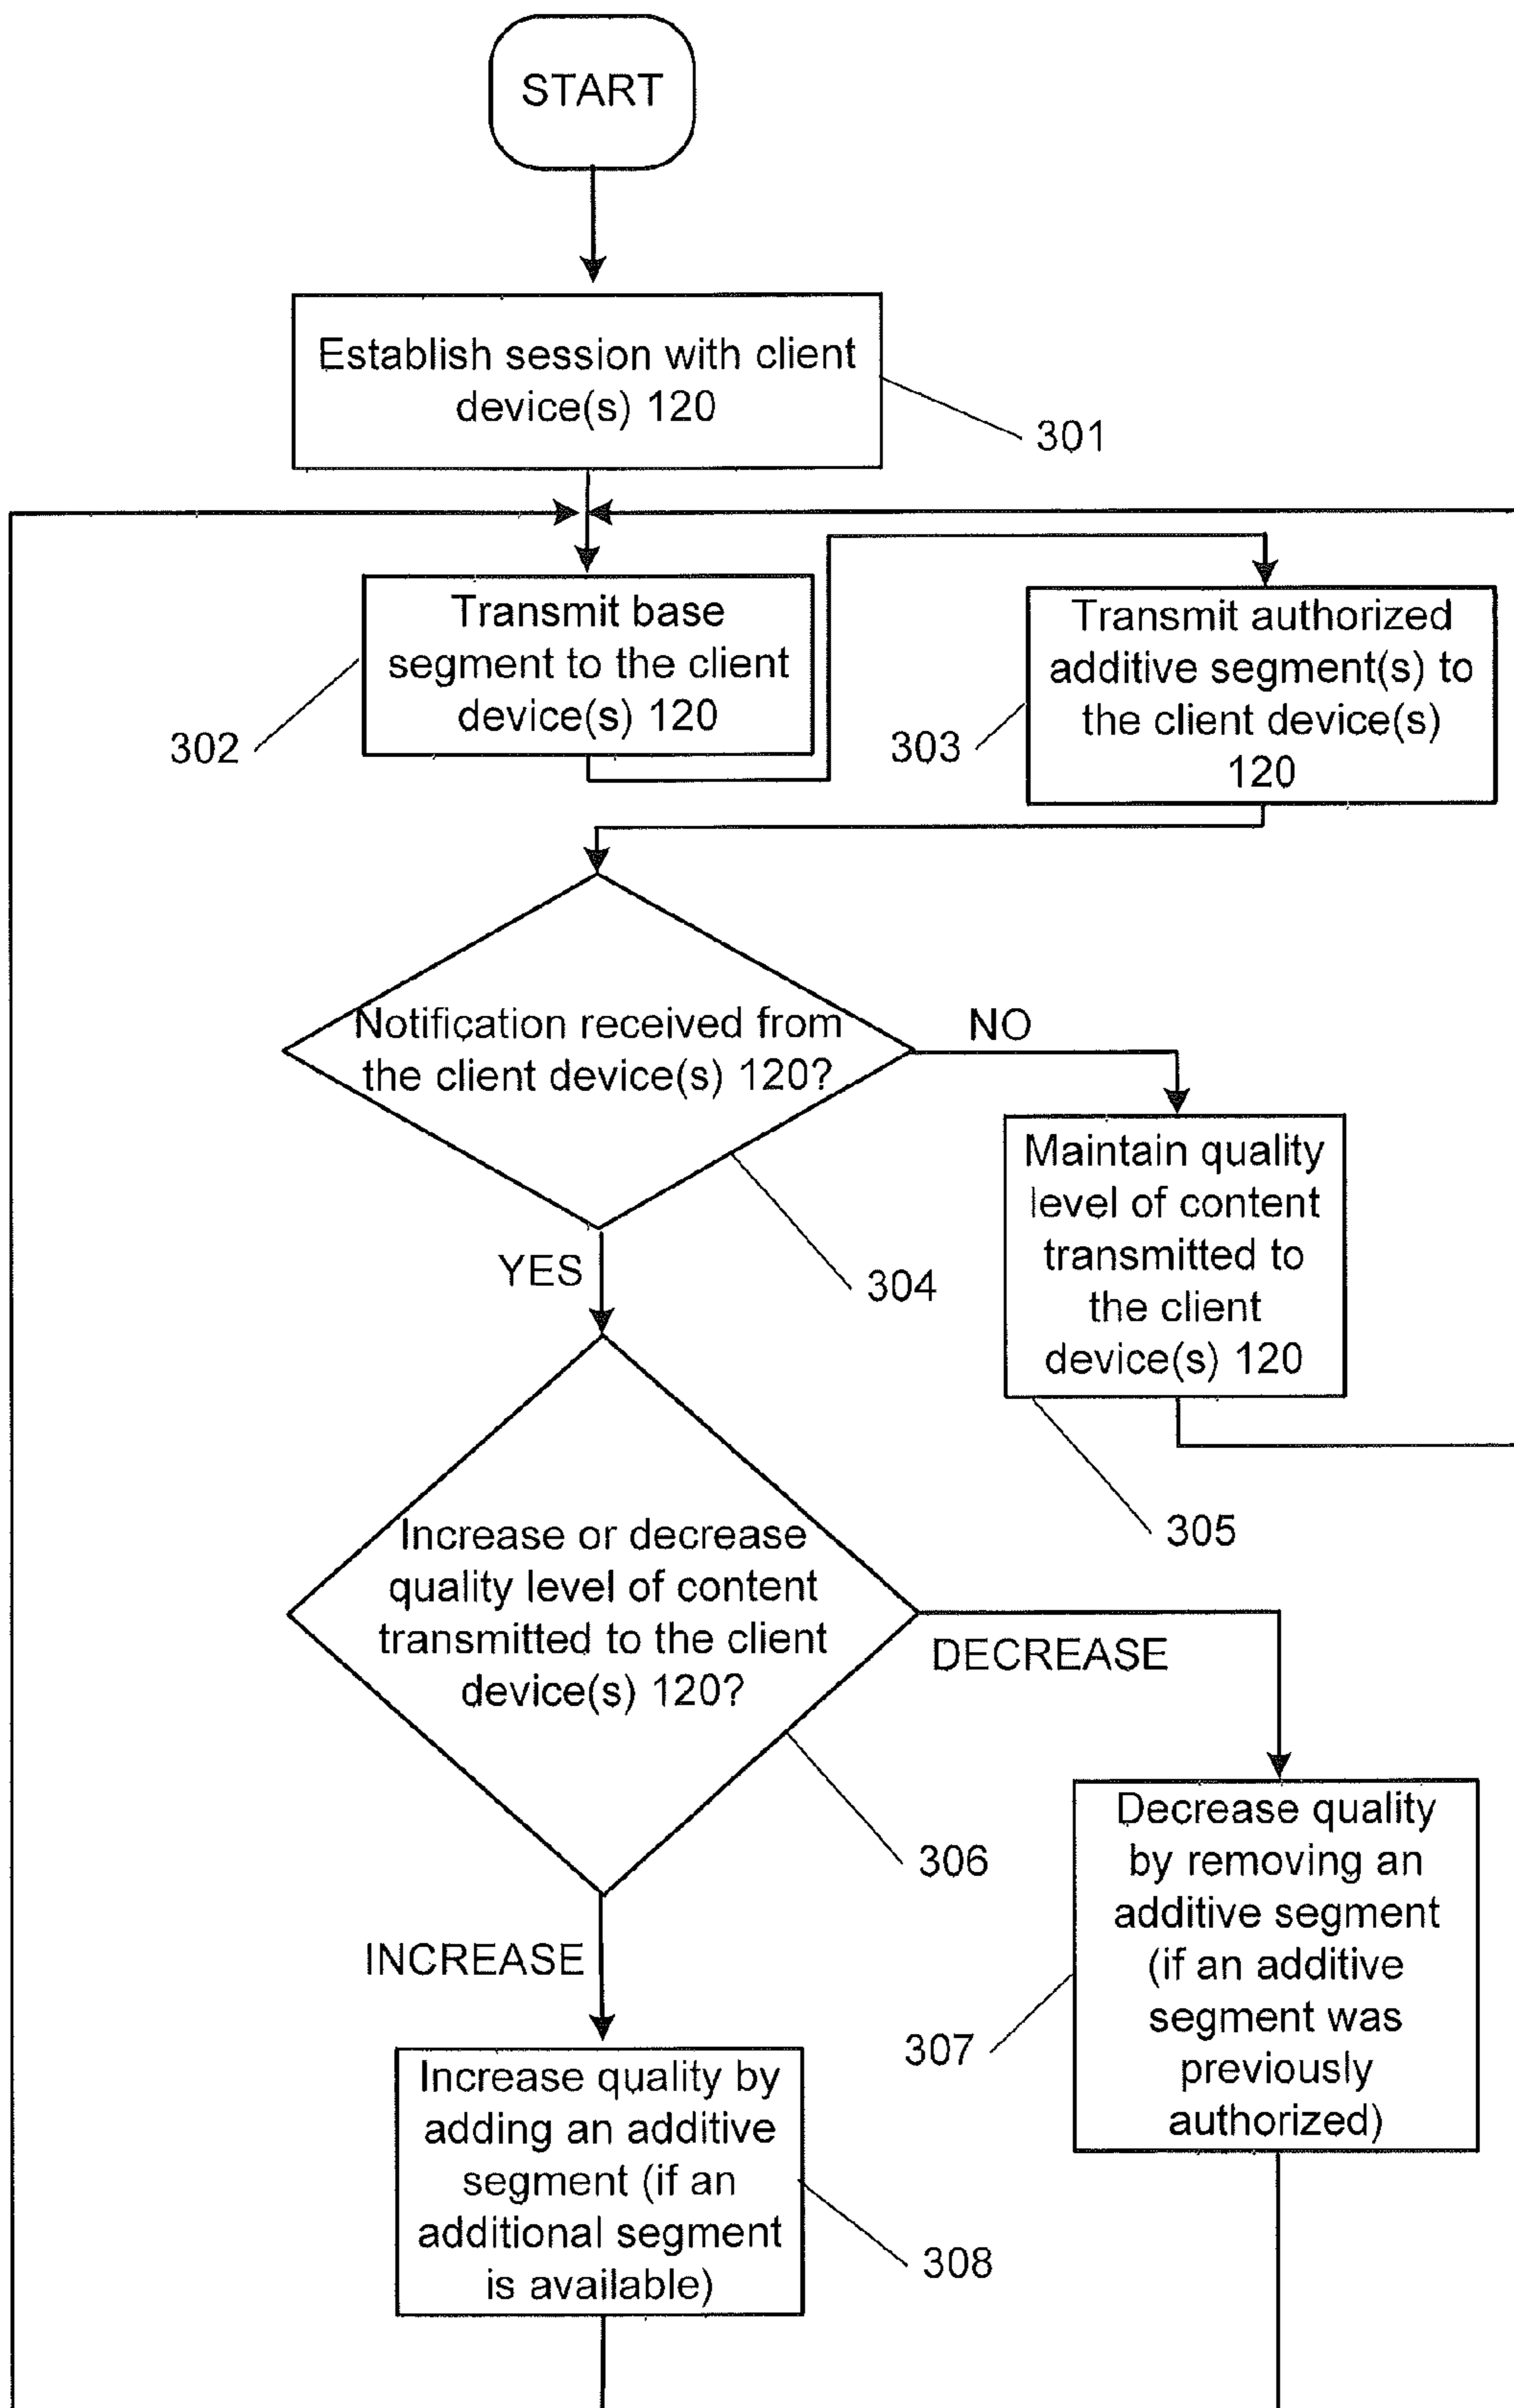 START
Establish session with client
device(s) 120
301
Transmit base
segment to the client
device(s) 120
302
Transmit authorized
additive segment(s) to
the client device(s)
120
303
Notification received from
the client device(s) 120?
NO
304
YES
Maintain quality
level of content
transmitted to
the client
device(s) 120
305
Increase or decrease
quality level of content
transmitted to the client
device(s) 120?
DECREASE
306
INCREASE
Decrease quality
by removing an
additive segment
(if an additive
segment was
previously
authorized)
307
Increase quality by
adding an additive
segment (if an
additional segment
is available)
308